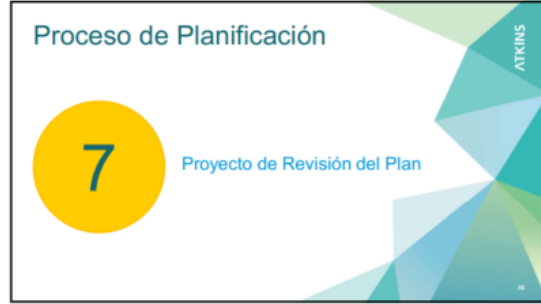 Proceso de Planificación
ATKINS
7
Proyecto de Revisión del Plan